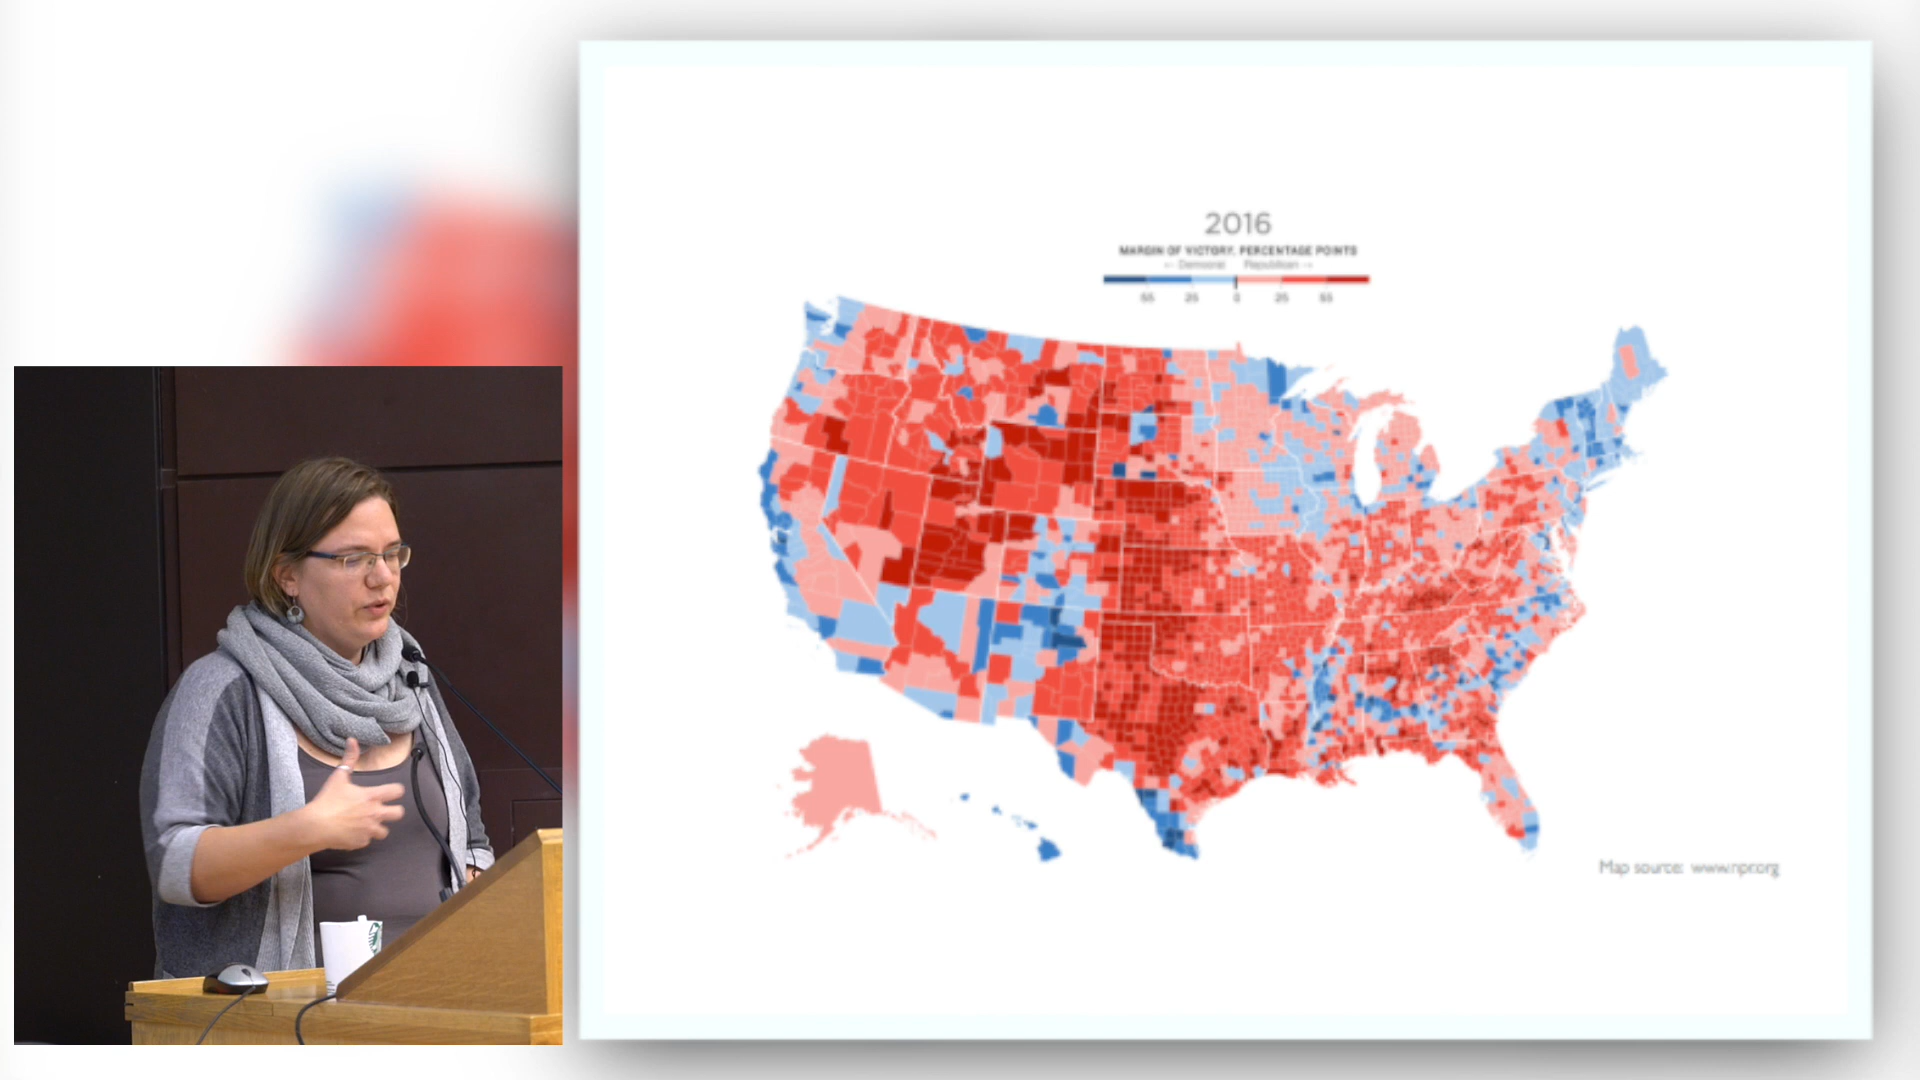 2016
MARGIN OF VICTORY, PERCENTAGE POINTS
← Democrat Republican →
55 25 0 25 55
Map source: www.npr.org